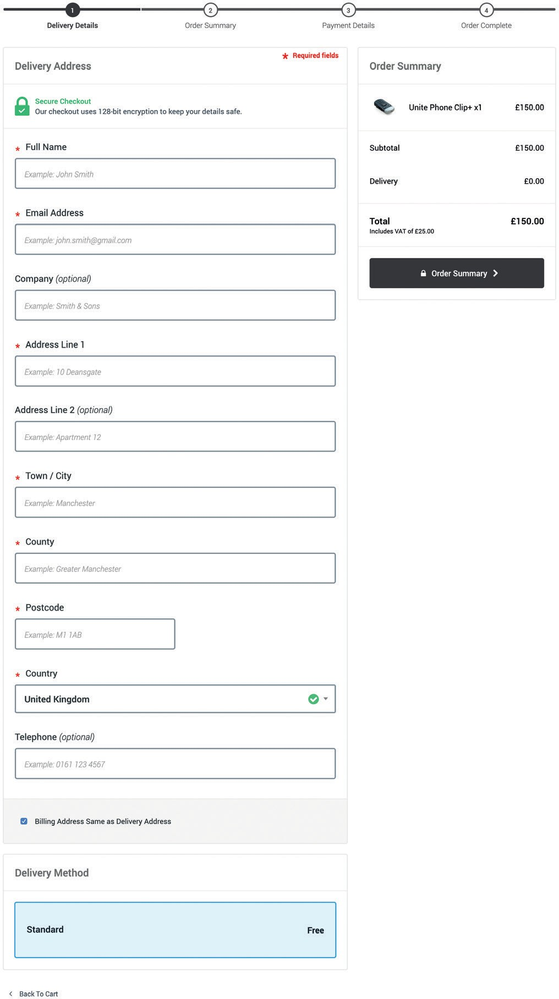 1
2
3
4
Delivery Details
Order Summary
Payment Details
Order Complete
Delivery Address
* Required fields
Secure Checkout
Our checkout uses 128-bit encryption to keep your details safe.
* Full Name
Example: John Smith
* Email Address
Example: john.smith@gmail.com
Company (optional)
Example: Smith & Sons
* Address Line 1
Example: 10 Deansgate
Address Line 2 (optional)
Example: Apartment 12
* Town / City
Example: Manchester
* County
Example: Greater Manchester
* Postcode
Example: M1 1AB
* Country
United Kingdom
Telephone (optional)
Example: 0161 123 4567
Billing Address Same as Delivery Address
Delivery Method
Standard Free
Back To Cart
Order Summary
Unite Phone Clip+ x1 £150.00
Subtotal £150.00
Delivery £0.00
Total £150.00
Includes VAT of £25.00
Order Summary